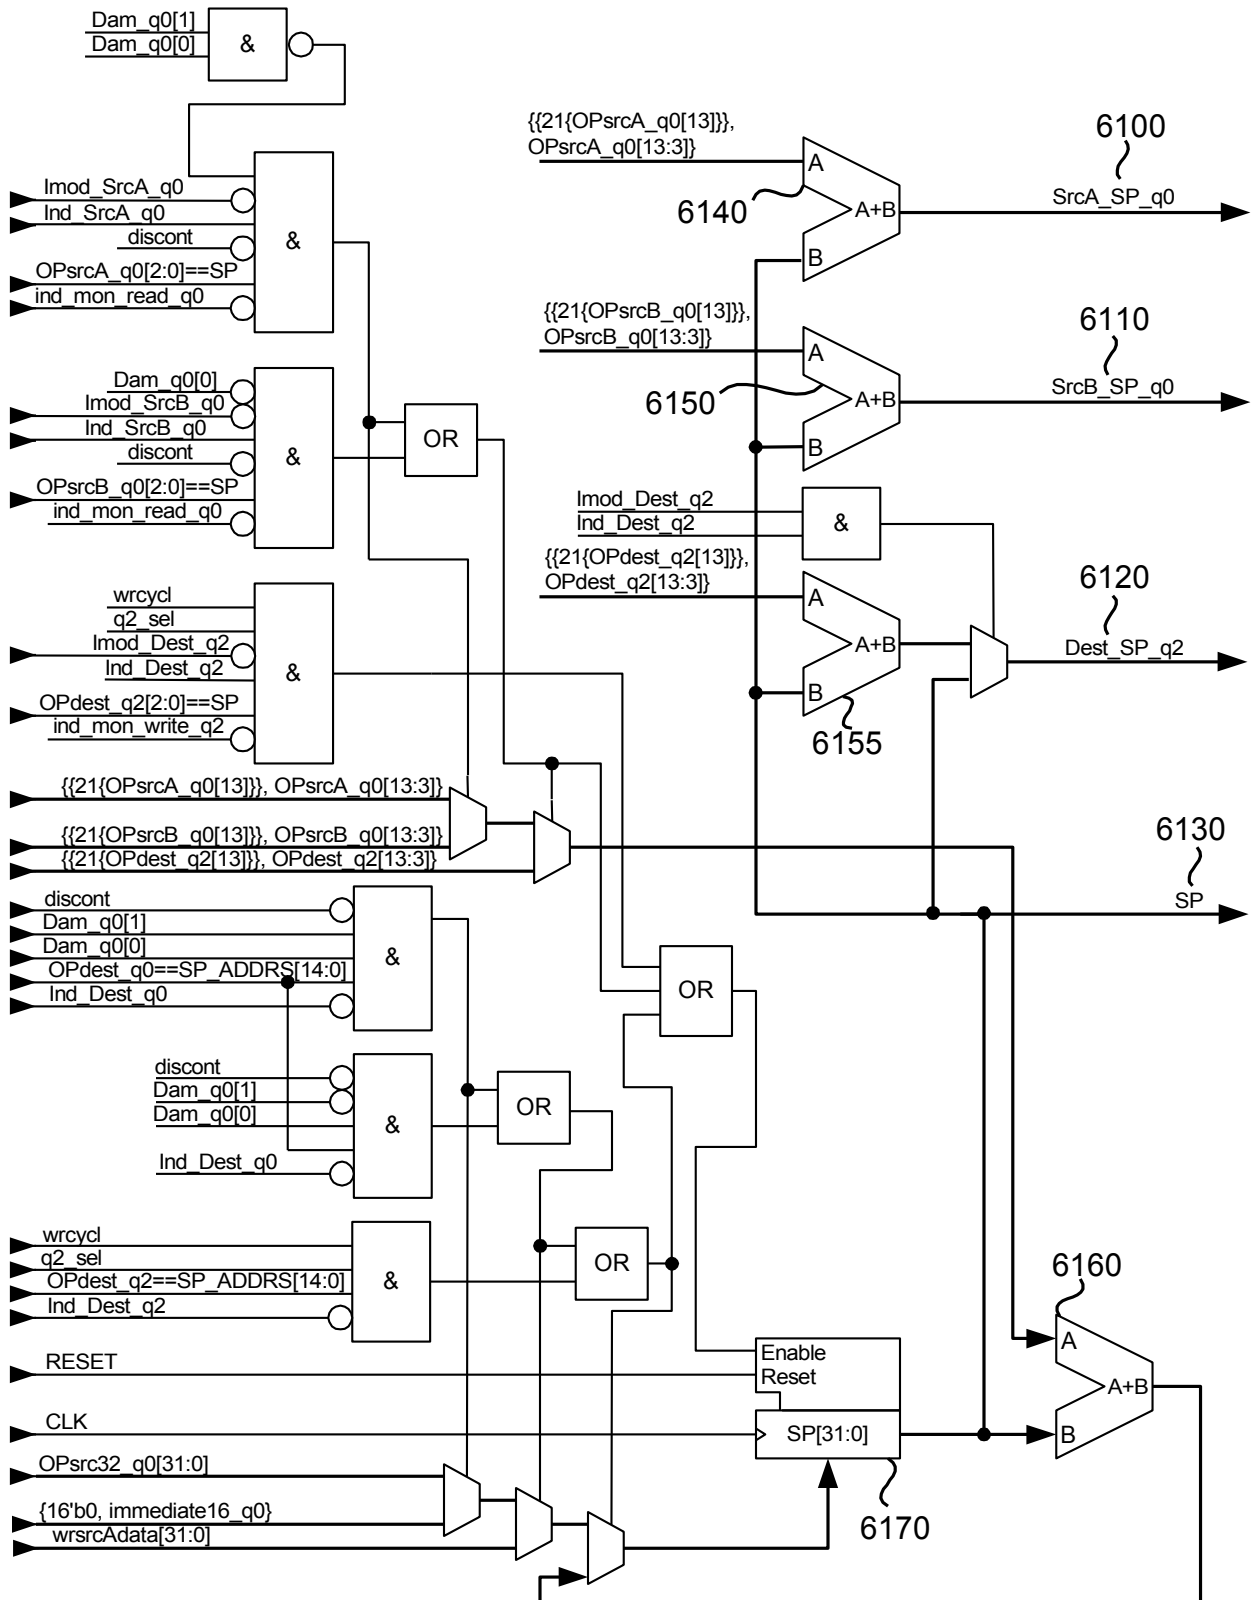 Dam_q0[1]
Dam_q0[0]
&
Imod_SrcA_q0
Ind_SrcA_q0
discont
OPsrcA_q0[2:0]==SP
ind_mon_read_q0
&
{{21{OPsrcA_q0[13]}},
OPsrcA_q0[13:3]}
A
A+B
B
6140
6100
SrcA_SP_q0
Dam_q0[0]
Imod_SrcB_q0
Ind_SrcB_q0
discont
OPsrcB_q0[2:0]==SP
ind_mon_read_q0
&
OR
{{21{OPsrcB_q0[13]}},
OPsrcB_q0[13:3]}
A
A+B
B
6150
6110
SrcB_SP_q0
Imod_Dest_q2
Ind_Dest_q2
&
{{21{OPdest_q2[13]}},
OPdest_q2[13:3]}
A
A+B
B
6155
6120
Dest_SP_q2
wrcycl
q2_sel
Imod_Dest_q2
Ind_Dest_q2
OPdest_q2[2:0]==SP
ind_mon_write_q2
&
{{21{OPsrcA_q0[13]}}, OPsrcA_q0[13:3]}
{{21{OPsrcB_q0[13]}}, OPsrcB_q0[13:3]}
{{21{OPdest_q2[13]}}, OPdest_q2[13:3]}
6130
SP
discont
Dam_q0[1]
Dam_q0[0]
OPdest_q0==SP_ADDRS[14:0]
Ind_Dest_q0
&
OR
discont
Dam_q0[1]
Dam_q0[0]
Ind_Dest_q0
&
OR
wrcycl
q2_sel
OPdest_q2==SP_ADDRS[14:0]
Ind_Dest_q2
&
OR
6160
A
A+B
B
RESET
Enable
Reset
CLK
SP[31:0]
6170
OPsrc32_q0[31:0]
{16'b0, immediate16_q0}
wrsrcAdata[31:0]